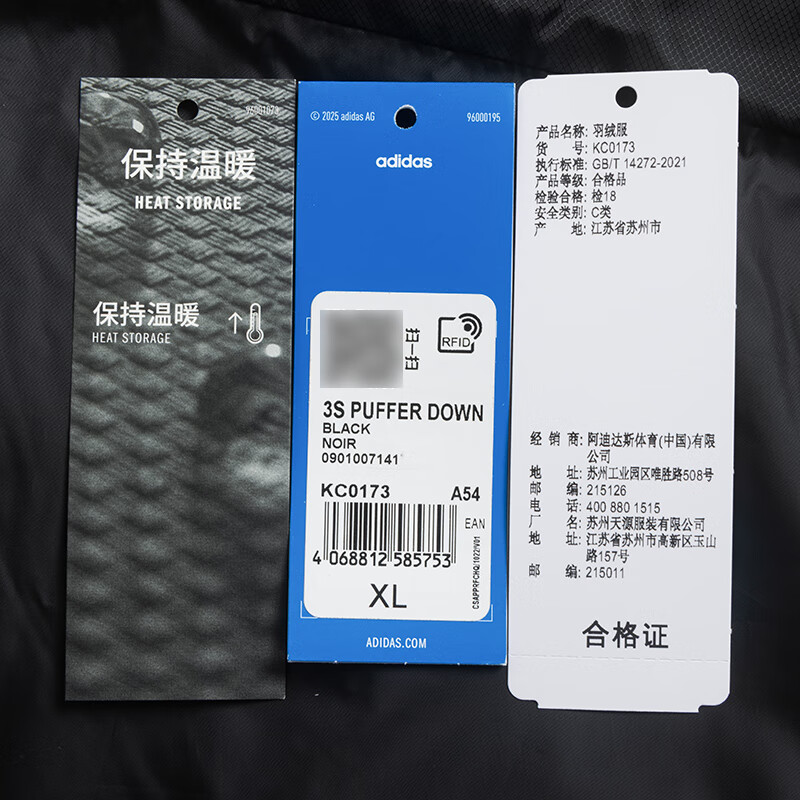 96001073
保持温暖
HEAT STORAGE
保持温暖
HEAT STORAGE
© 2025 adidas AG
96000195
adidas
RFID
3S PUFFER DOWN
BLACK
NOIR
0901007141
KC0173 A54
EAN
4 068812 585753
XL
ADIDAS.COM
产品名称: 羽绒服
货 号: KC0173
执行标准: GB/T 14272-2021
产品等级: 合格品
检验合格: 检18
安全类别: C类
产 地: 江苏省苏州市
经 销 商: 阿迪达斯体育(中国)有限
公司
地 址: 苏州工业园区唯胜路508号
邮 编: 215126
电 话: 400 880 1515
厂 名: 苏州天源服装有限公司
地 址: 江苏省苏州市高新区玉山
路157号
邮 编: 215011
合格证